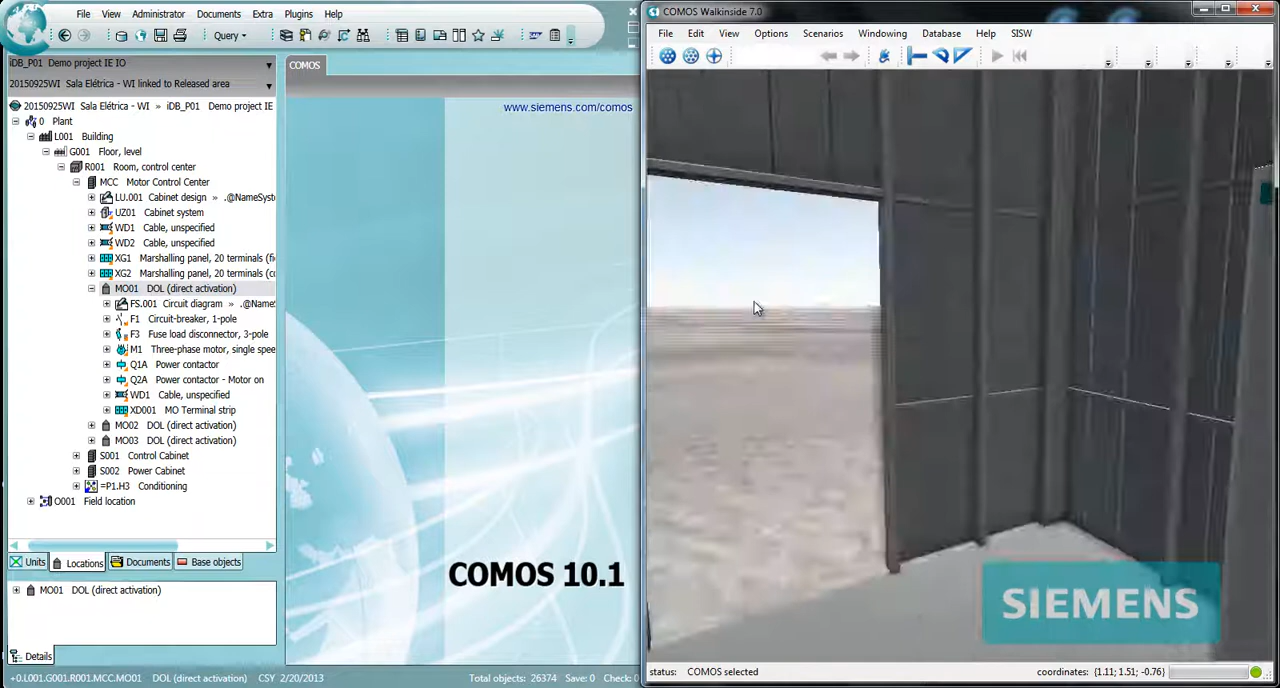 File View Administrator Documents Extra Plugins Help
Query
iDB_P01 Demo project IE IO
20150925WI Sala Elétrica - WI linked to Released area
20150925WI Sala Elétrica - WI » iDB_P01 Demo project IE
0 Plant
L001 Building
G001 Floor, level
R001 Room, control center
MCC Motor Control Center
LU.001 Cabinet design » .@NameSyst
UZ01 Cabinet system
WD1 Cable, unspecified
WD2 Cable, unspecified
XG1 Marshalling panel, 20 terminals (fi
XG2 Marshalling panel, 20 terminals (co
MO01 DOL (direct activation)
FS.001 Circuit diagram » .@NameS
F1 Circuit-breaker, 1-pole
F3 Fuse load disconnector, 3-pole
M1 Three-phase motor, single spee
Q1A Power contactor
Q2A Power contactor - Motor on
WD1 Cable, unspecified
XD001 MO Terminal strip
MO02 DOL (direct activation)
MO03 DOL (direct activation)
S001 Control Cabinet
S002 Power Cabinet
=P1.H3 Conditioning
O001 Field location
Units Locations Documents Base objects
MO01 DOL (direct activation)
Details
+0.L001.G001.R001.MCC.MO01 DOL (direct activation) CSY 2/20/2013 Total objects: 26374 Save: 0 Check: 0
COMOS
www.siemens.com/comos
COMOS 10.1
COMOS Walkinside 7.0
File Edit View Options Scenarios Windowing Database Help SISW
SIEMENS
status: COMOS selected coordinates: {1.11; 1.51; -0.76}